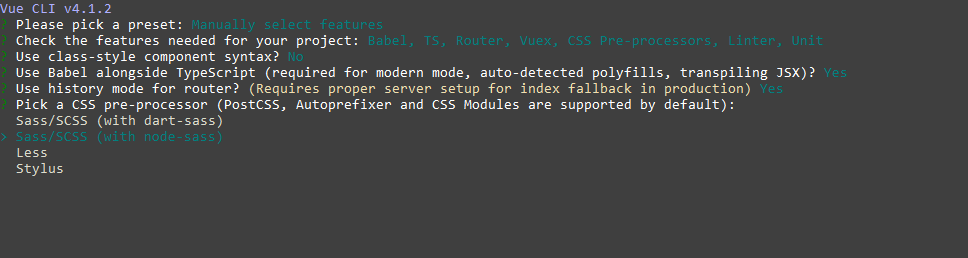 Vue CLI v4.1.2
? Please pick a preset: Manually select features
? Check the features needed for your project: Babel, TS, Router, Vuex, CSS Pre-processors, Linter, Unit
? Use class-style component syntax? No
? Use Babel alongside TypeScript (required for modern mode, auto-detected polyfills, transpiling JSX)? Yes
? Use history mode for router? (Requires proper server setup for index fallback in production) Yes
? Pick a CSS pre-processor (PostCSS, Autoprefixer and CSS Modules are supported by default):
Sass/SCSS (with dart-sass)
> Sass/SCSS (with node-sass)
Less
Stylus